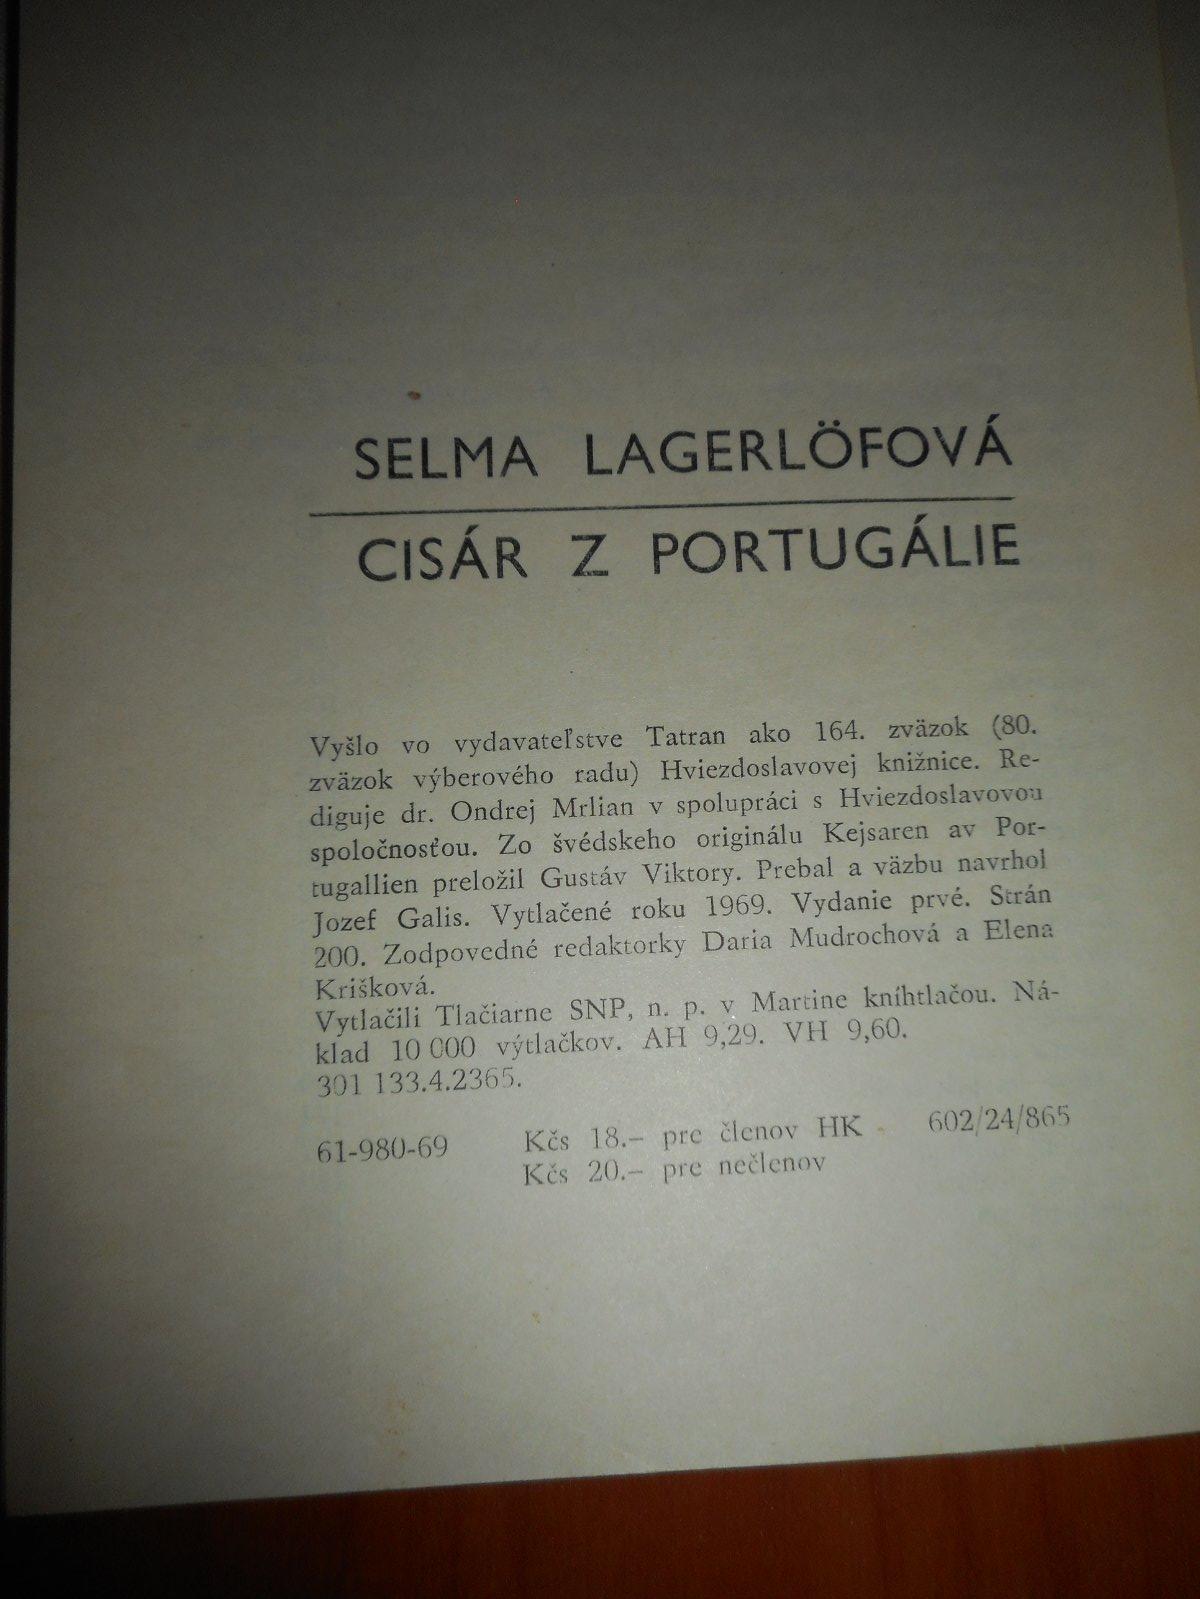 SELMA LAGERLÖFOVÁ
CISÁR Z PORTUGÁLIE
Vyšlo vo vydavateľstve Tatran ako 164. zväzok (80.
zväzok výberového radu) Hviezdoslavovej knižnice. Re-
diguje dr. Ondrej Mrlian v spolupráci s Hviezdoslavovou
spoločnosťou. Zo švédskeho originálu Kejsaren av Por-
tugallien preložil Gustáv Viktory. Prebal a väzbu navrhol
Jozef Galis. Vytlačené roku 1969. Vydanie prvé. Strán
200. Zodpovedné redaktorky Daria Mudrochová a Elena
Krišková.
Vytlačili Tlačiarne SNP, n. p. v Martine kníhtlačou. Ná-
klad 10 000 výtlačkov. AH 9,29. VH 9,60.
301 133.4.2365.
61-980-69 Kčs 18.– pre členov HK 602/24/865
Kčs 20.– pre nečlenov